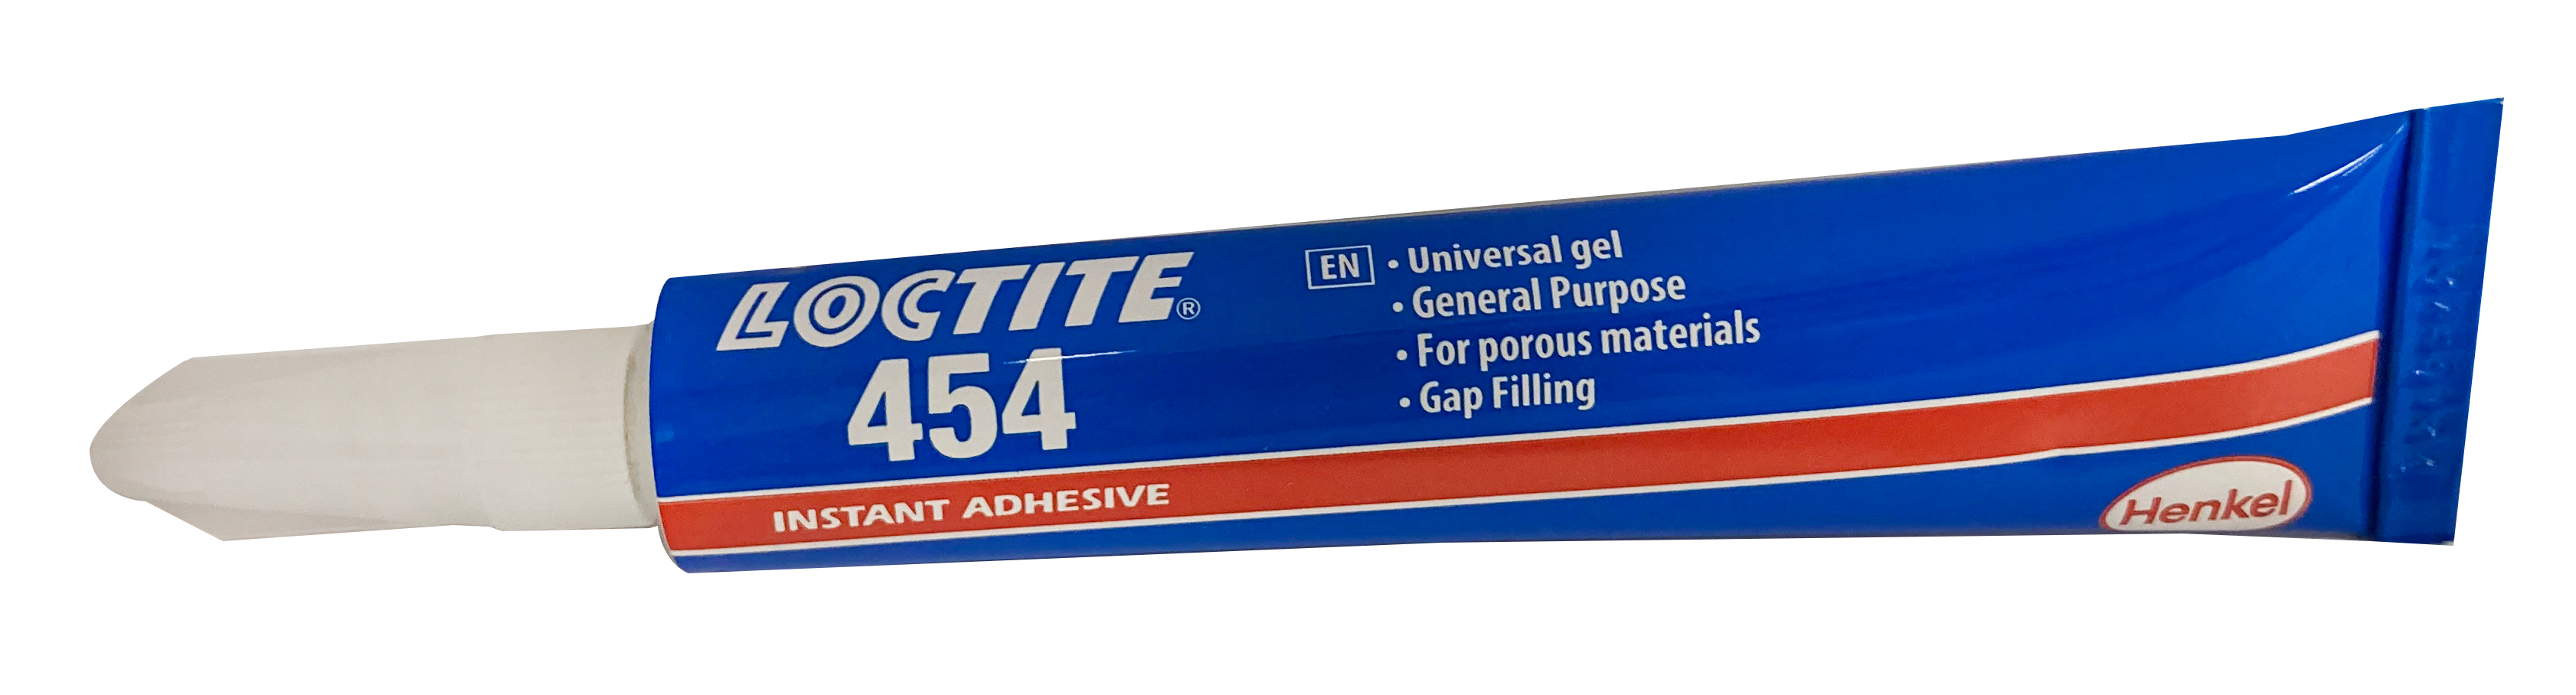 LOCTITE®
454
INSTANT ADHESIVE
EN
• Universal gel
• General Purpose
• For porous materials
• Gap Filling
Henkel